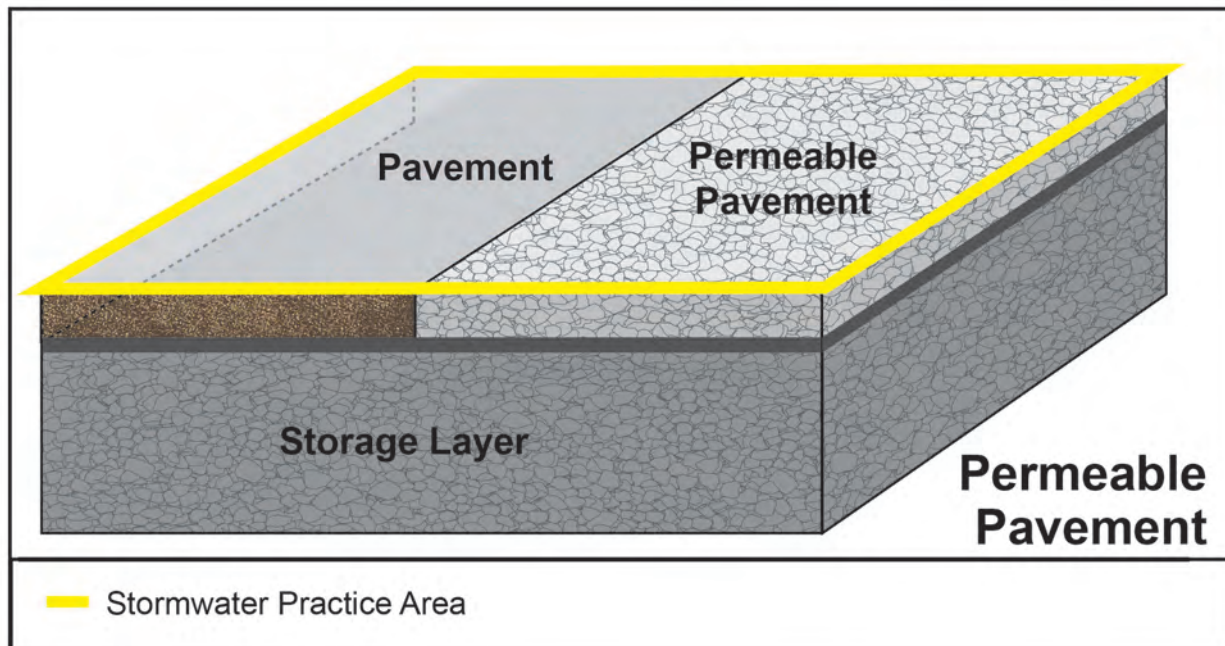 Pavement
Permeable
Pavement
Storage Layer
Permeable
Pavement
Stormwater Practice Area